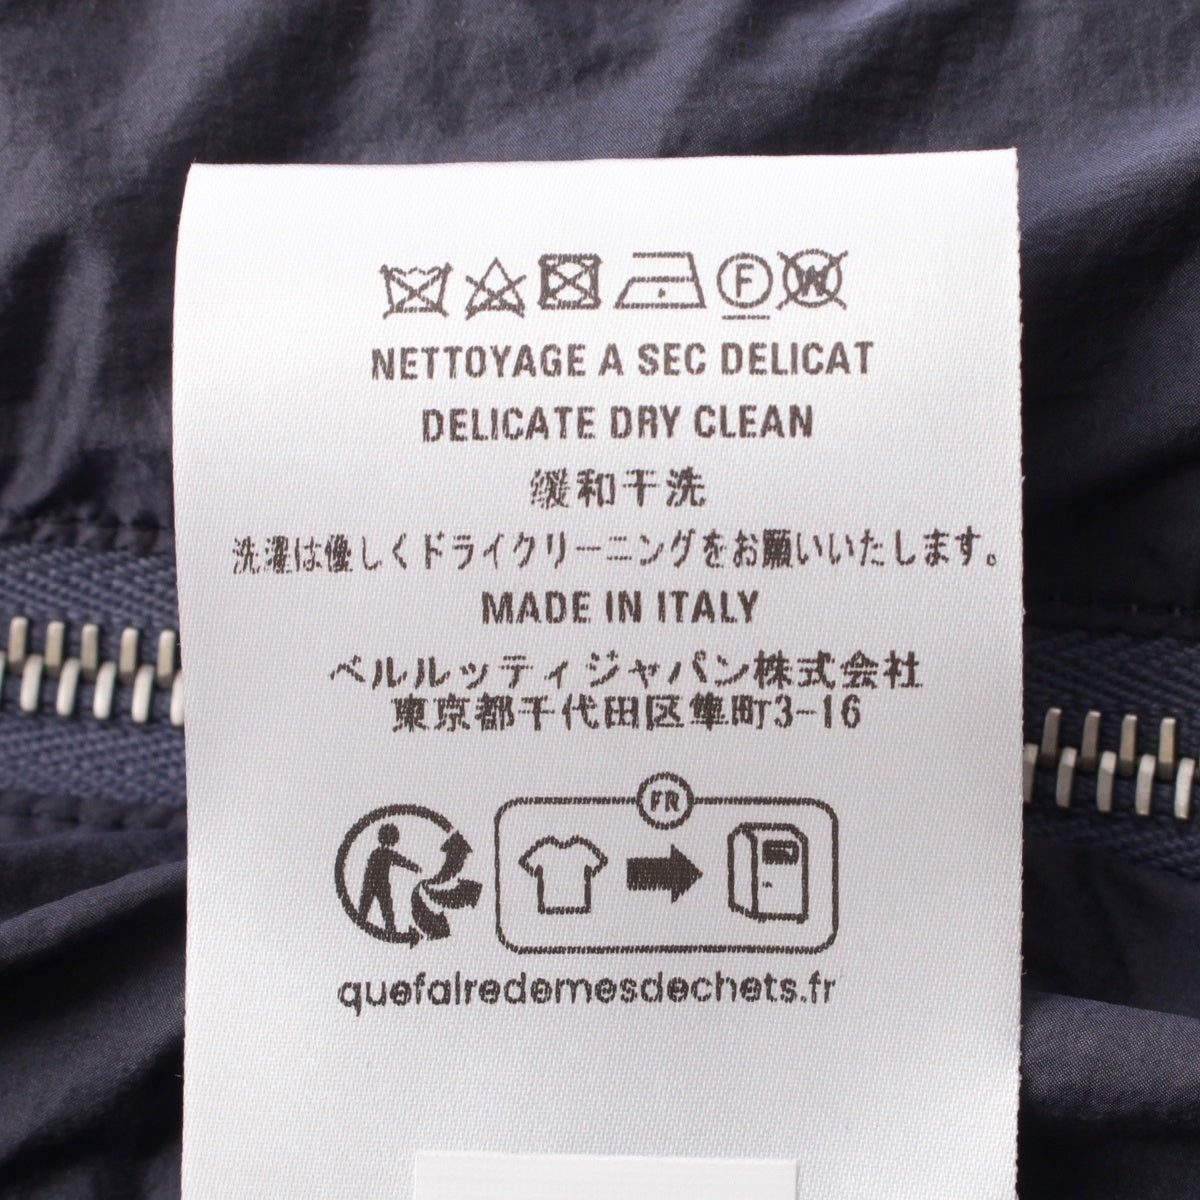 F W
NETTOYAGE A SEC DELICAT
DELICATE DRY CLEAN
缓和干洗
洗濯は優しくドライクリーニングをお願いいたします。
MADE IN ITALY
ベルルッティジャパン株式会社
東京都千代田区隼町3-16
FR
quefairedemesdechets.fr